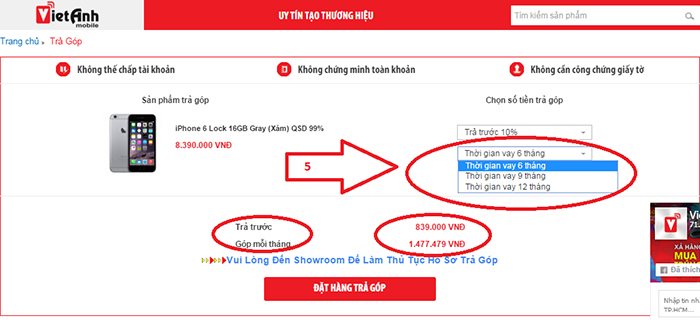 VietAnh
mobile
UY TÍN TẠO THƯƠNG HIỆU
Tìm kiếm sản phẩm
Trang chủ ▸ Trả Góp
Không thế chấp tài khoản
Không chứng minh toàn khoản
Không cần công chứng giấy tờ
Sản phẩm trả góp
Chọn số tiền trả góp
iPhone 6 Lock 16GB Gray (Xám) QSD 99%
8.390.000 VNĐ
Trả trước 10%
Thời gian vay 6 tháng
Thời gian vay 6 tháng
Thời gian vay 9 tháng
Thời gian vay 12 tháng
5
Trả trước
839.000 VNĐ
Góp mỗi tháng
1.477.479 VNĐ
Vui Lòng Đến Showroom Để Làm Thủ Tục Hồ Sơ Trả Góp
ĐẶT HÀNG TRẢ GÓP
Vi
71.
XÁ HÀNG
MUA
Đã thích
Nhập tin nh
TP.HCM...